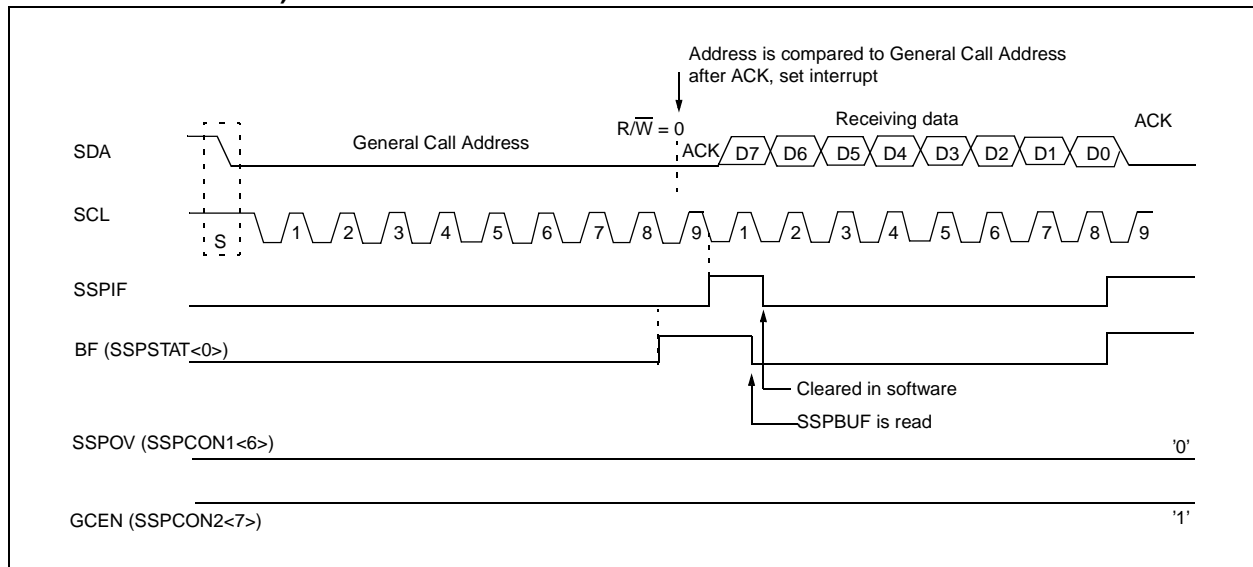 Address is compared to General Call Address
after ACK, set interrupt
R/W = 0
Receiving data
ACK
SDA
General Call Address
ACK
D7 D6 D5 D4 D3 D2 D1 D0
SCL
S
1 2 3 4 5 6 7 8 9 1 2 3 4 5 6 7 8 9
SSPIF
BF (SSPSTAT<0>)
Cleared in software
SSPBUF is read
SSPOV (SSPCON1<6>)
'0'
GCEN (SSPCON2<7>)
'1'